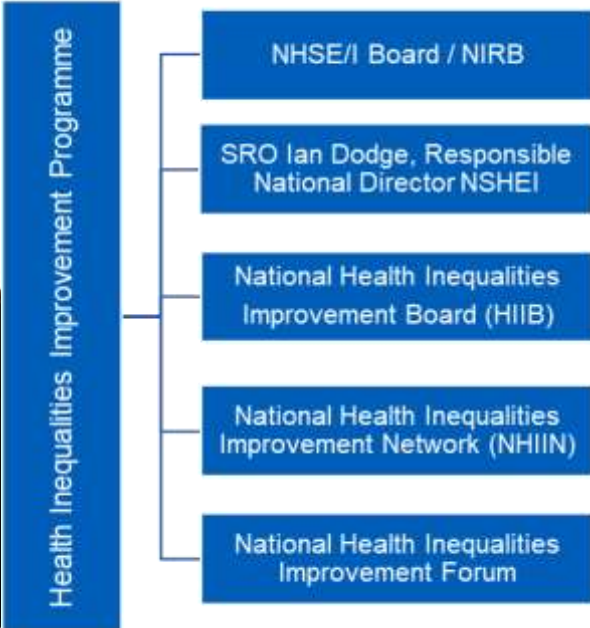 Health Inequalities Improvement Programme
NHSE/I Board / NIRB
SRO Ian Dodge, Responsible
National Director NSHEI
National Health Inequalities
Improvement Board (HIIB)
National Health Inequalities
Improvement Network (NHIIN)
National Health Inequalities
Improvement Forum